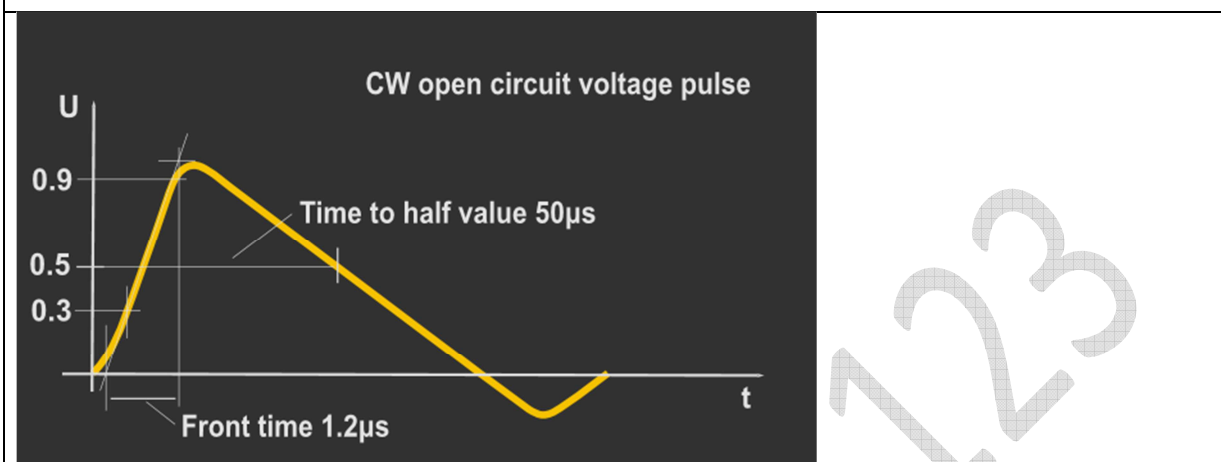 CW open circuit voltage pulse
U
0.9
Time to half value 50µs
0.5
0.3
t
Front time 1.2µs
123